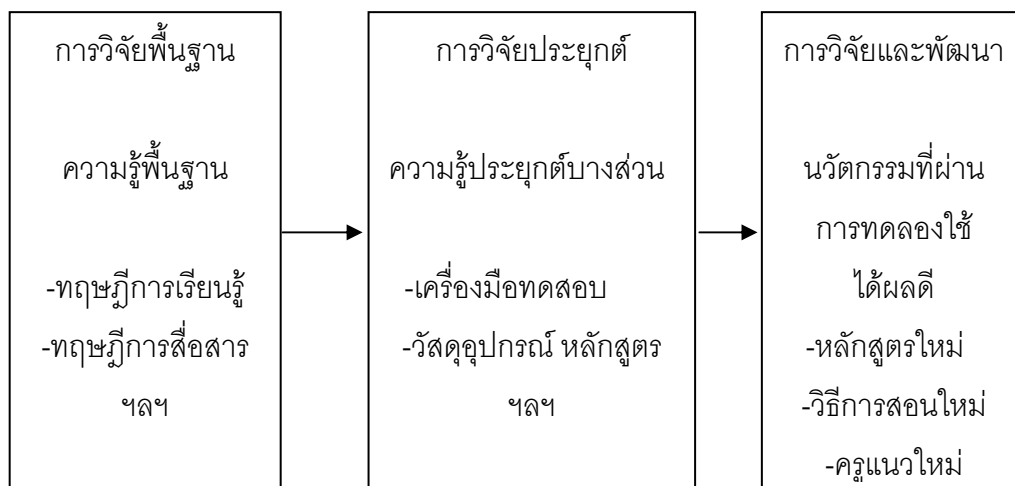 การวิจัยพื้นฐาน
ความรู้พื้นฐาน
-ทฤษฎีการเรียนรู้
-ทฤษฎีการสื่อสาร
ฯลฯ
การวิจัยประยุกต์
ความรู้ประยุกต์บางส่วน
-เครื่องมือทดสอบ
-วัสดุอุปกรณ์ หลักสูตร
ฯลฯ
การวิจัยและพัฒนา
นวัตกรรมที่ผ่าน
การทดลองใช้
ได้ผลดี
-หลักสูตรใหม่
-วิธีการสอนใหม่
-ครูแนวใหม่